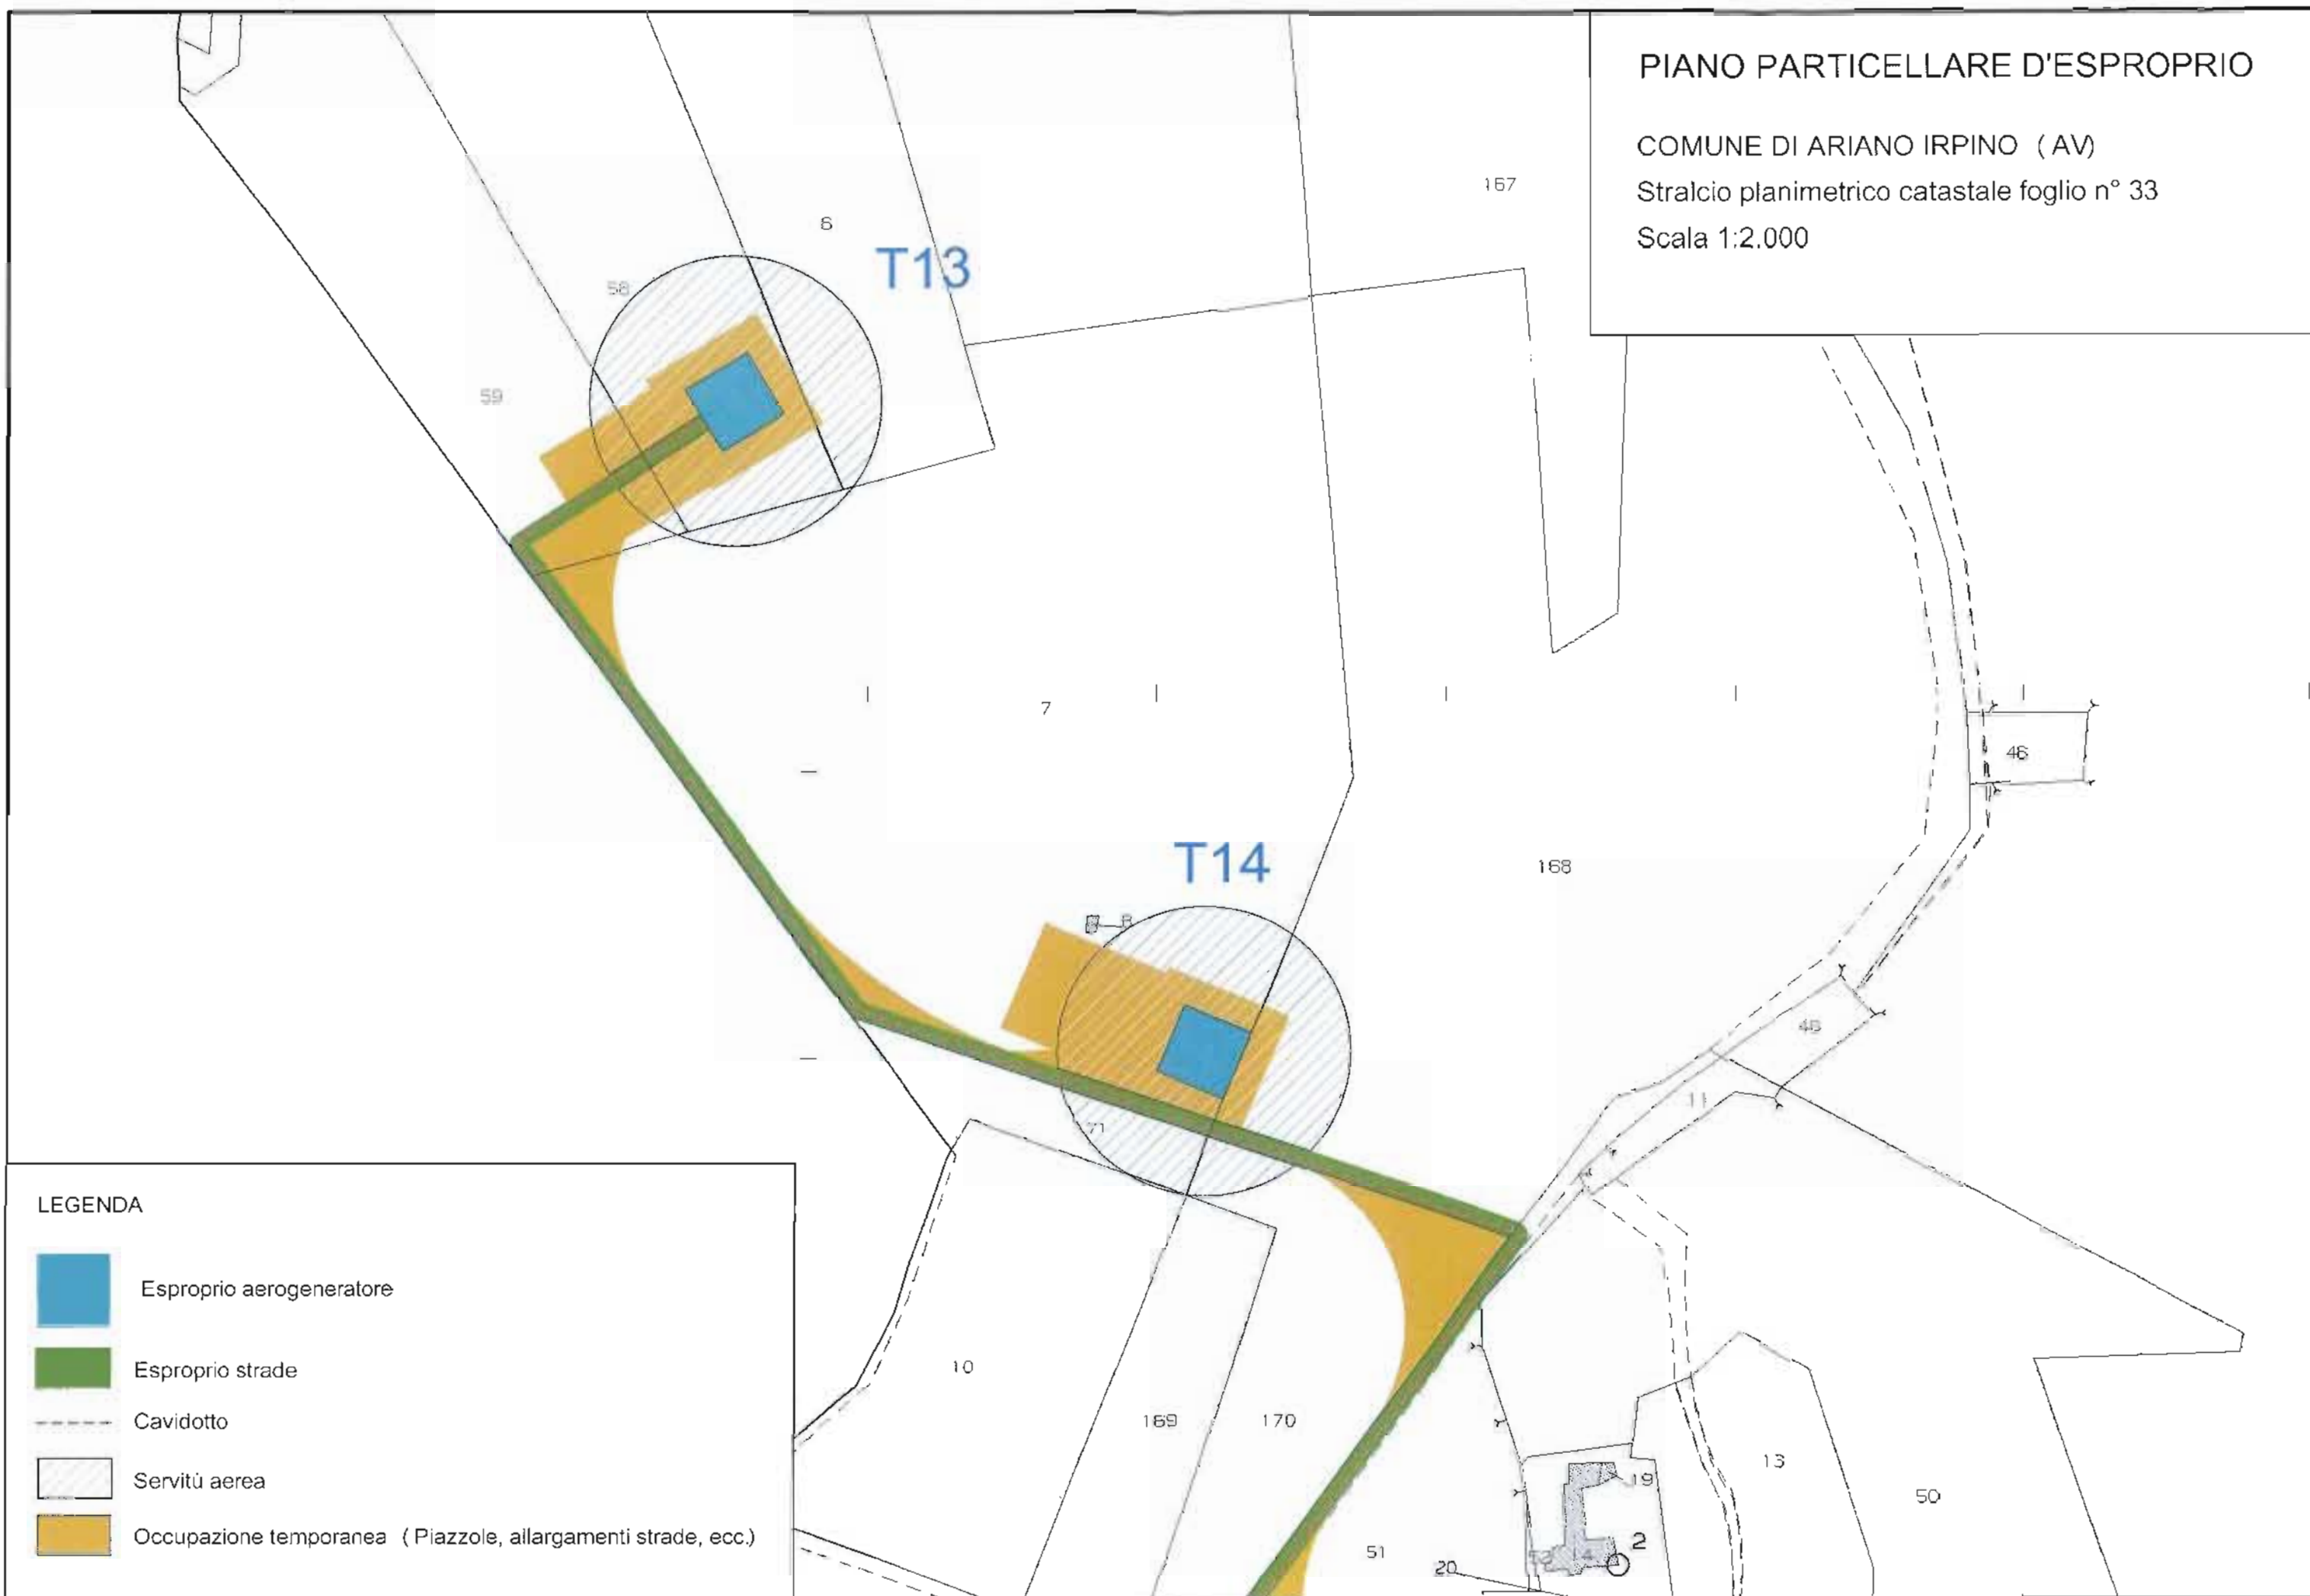 PIANO PARTICELLARE D'ESPROPRIO
COMUNE DI ARIANO IRPINO ( AV)
Stralcio planimetrico catastale foglio n° 33
Scala 1:2.000
167
6
T13
58
59
7
46
T14
168
8
46
11
71
10
169
170
13
19
50
2
51
20
LEGENDA
Esproprio aerogeneratore
Esproprio strade
Cavidotto
Servitù aerea
Occupazione temporanea ( Piazzole, allargamenti strade, ecc.)